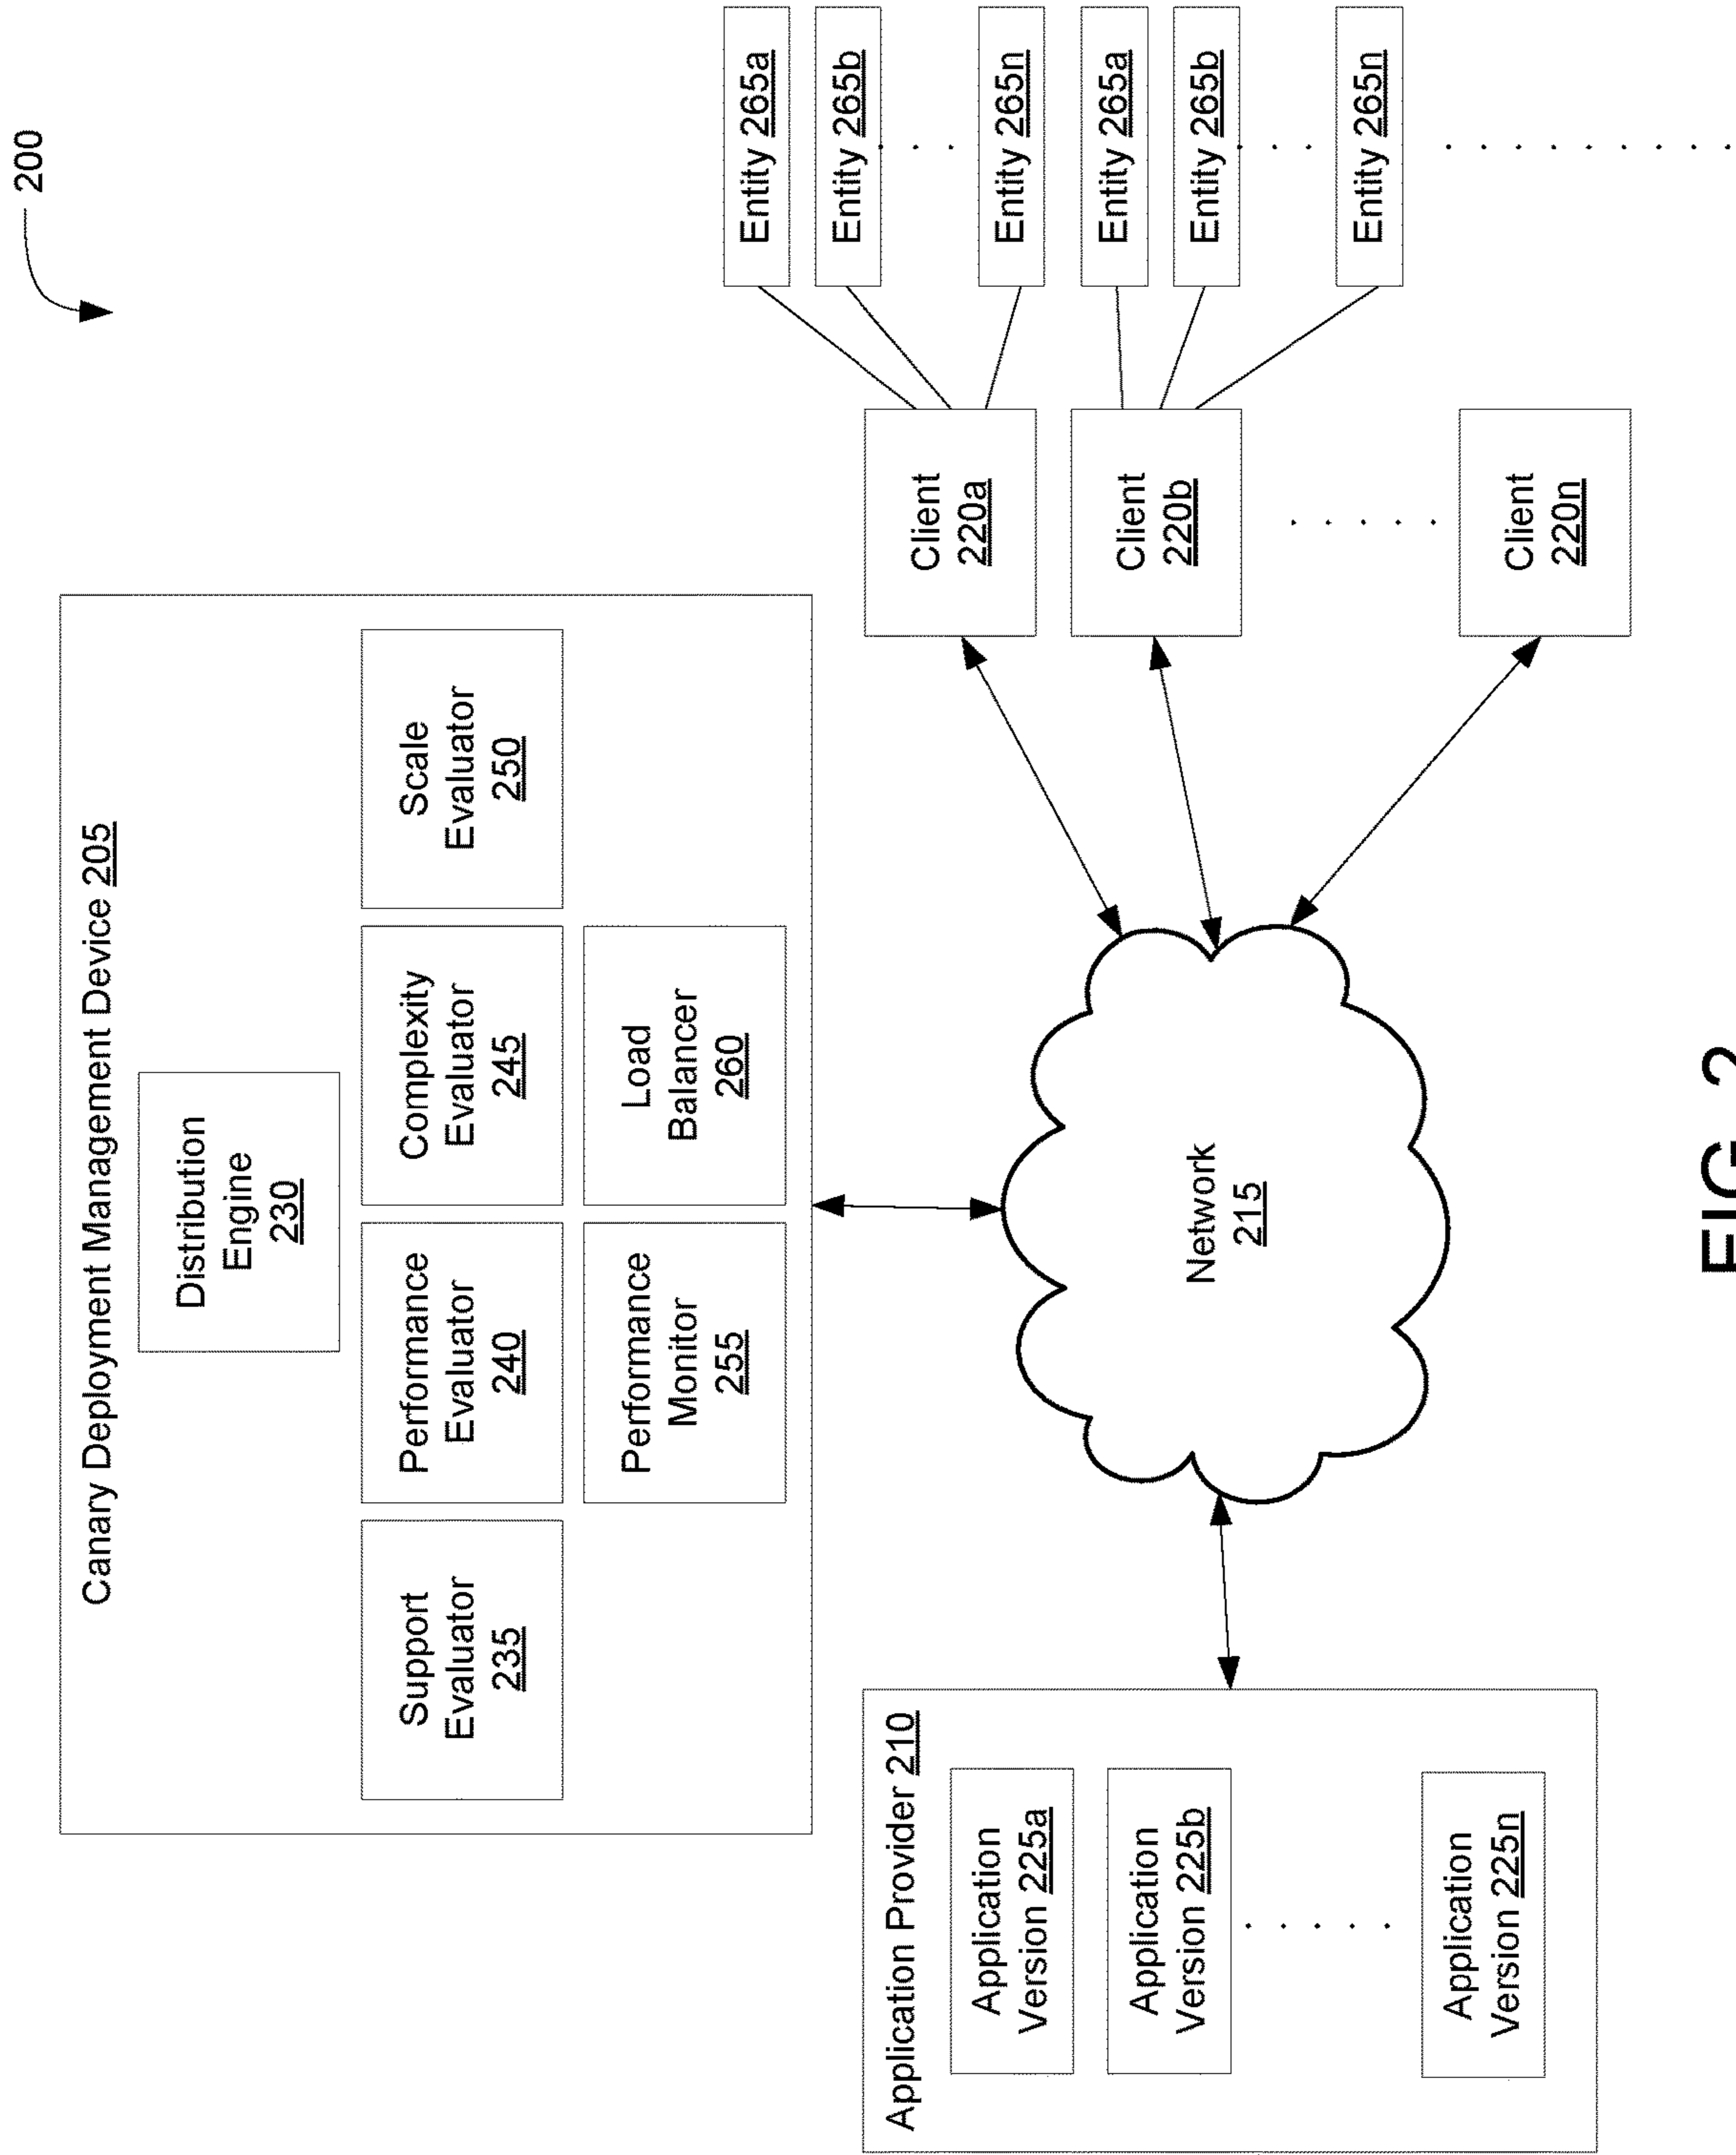 200
Canary Deployment Management Device 205
Distribution
Engine
230
Support
Evaluator
235
Performance
Evaluator
240
Complexity
Evaluator
245
Scale
Evaluator
250
Performance
Monitor
255
Load
Balancer
260
Application Provider 210
Application
Version 225a
Application
Version 225b
Application
Version 225n
Network
215
Client
220a
Client
220b
Client
220n
Entity 265a
Entity 265b
Entity 265n
Entity 265a
Entity 265b
Entity 265n
FIG. 2